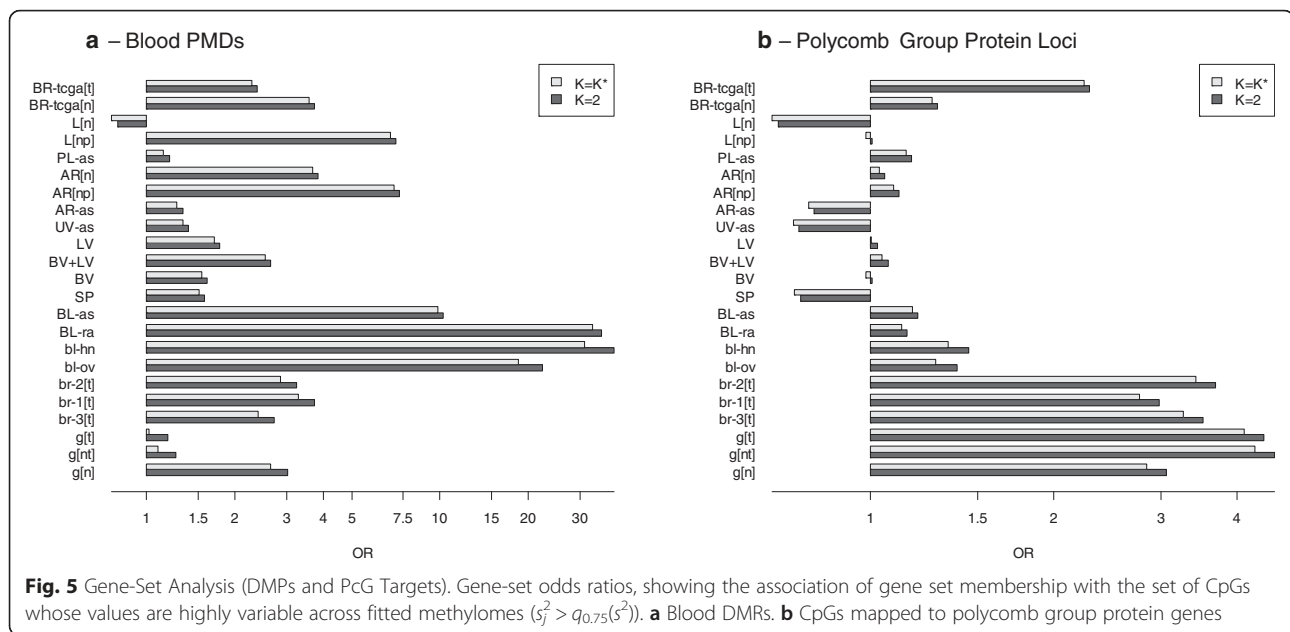 a – Blood PMDs
BR-tcga[t]
BR-tcga[n]
L[n]
L[np]
PL-as
AR[n]
AR[np]
AR-as
UV-as
LV
BV+LV
BV
SP
BL-as
BL-ra
bl-hn
bl-ov
br-2[t]
br-1[t]
br-3[t]
g[t]
g[nt]
g[n]
K=K*
K=2
1 1.5 2 3 4 5 7.5 10 15 20 30
OR
b – Polycomb Group Protein Loci
BR-tcga[t]
BR-tcga[n]
L[n]
L[np]
PL-as
AR[n]
AR[np]
AR-as
UV-as
LV
BV+LV
BV
SP
BL-as
BL-ra
bl-hn
bl-ov
br-2[t]
br-1[t]
br-3[t]
g[t]
g[nt]
g[n]
K=K*
K=2
1 1.5 2 3 4
OR
Fig. 5 Gene-Set Analysis (DMPs and PcG Targets). Gene-set odds ratios, showing the association of gene set membership with the set of CpGs
whose values are highly variable across fitted methylomes (s²ⱼ > q₀.₇₅(s²)). a Blood DMRs. b CpGs mapped to polycomb group protein genes